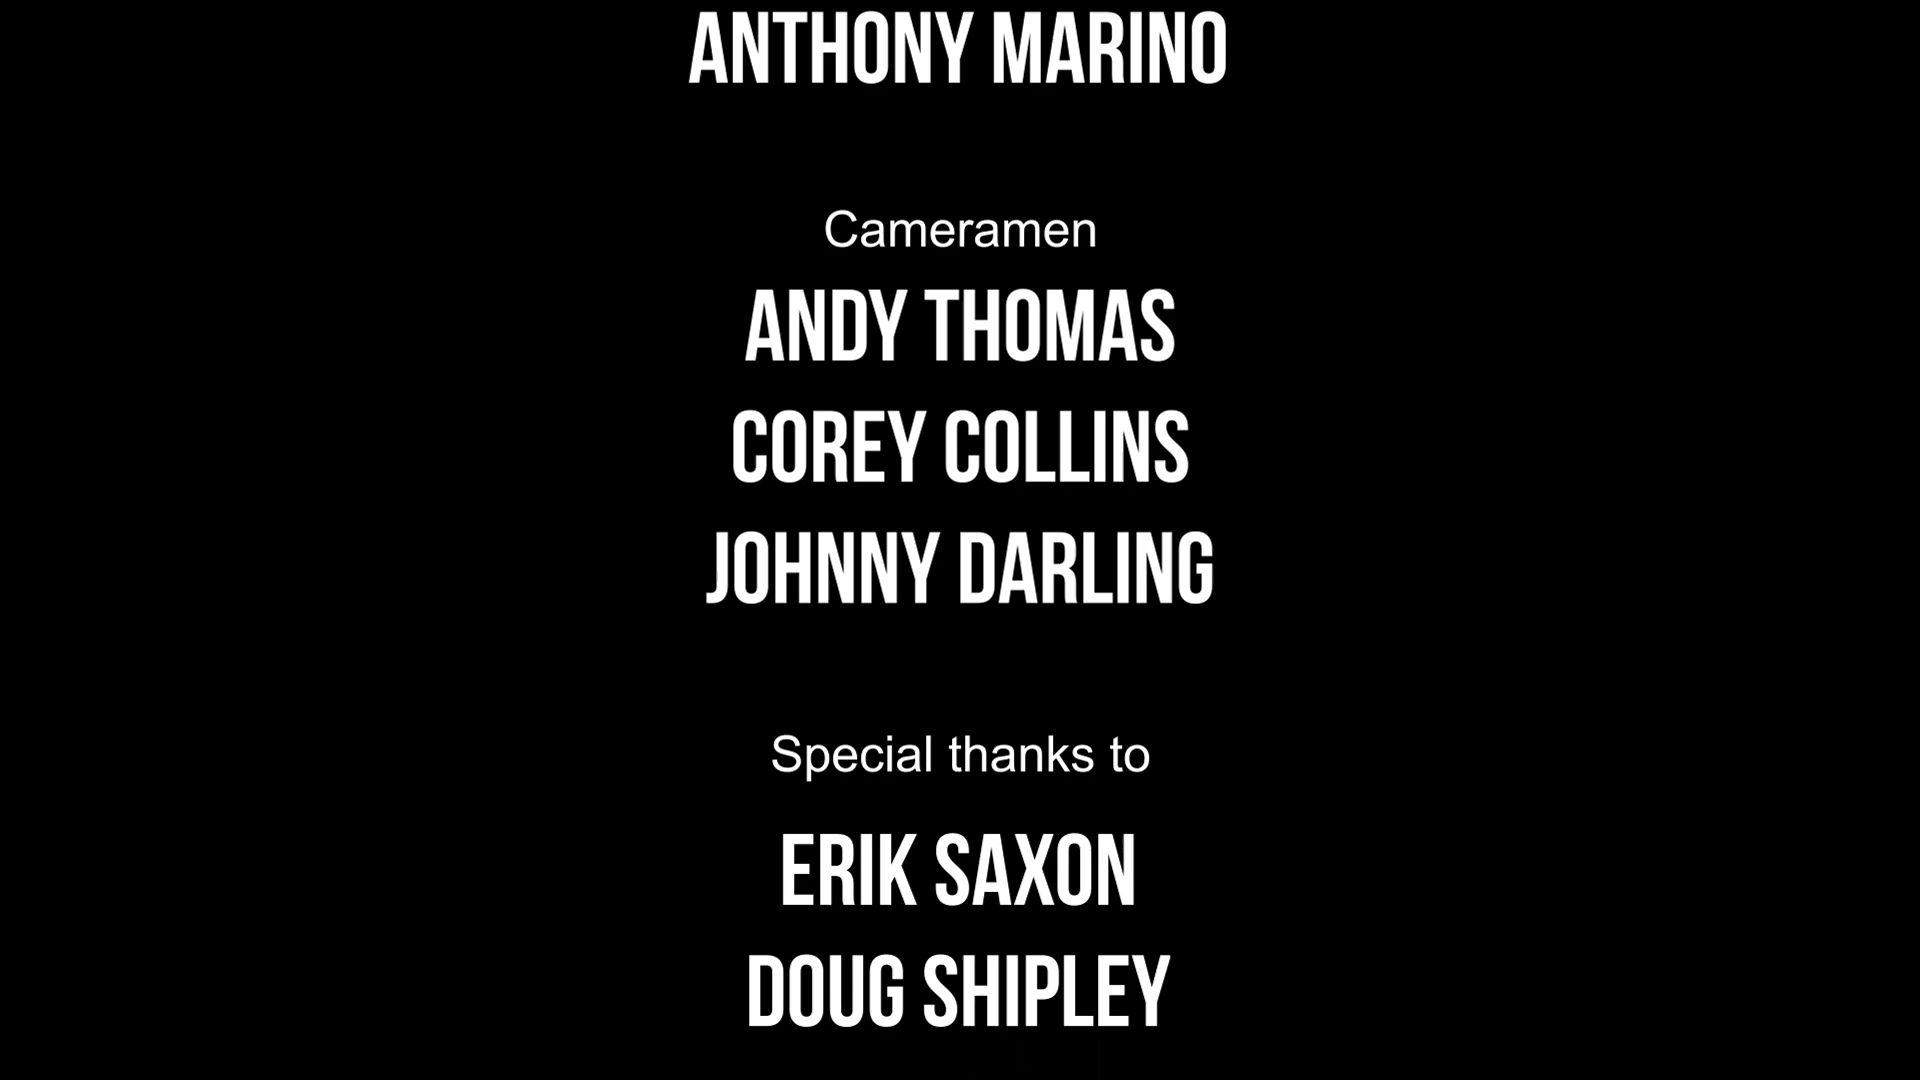 ANTHONY MARINO
Cameramen
ANDY THOMAS
COREY COLLINS
JOHNNY DARLING
Special thanks to
ERIK SAXON
DOUG SHIPLEY